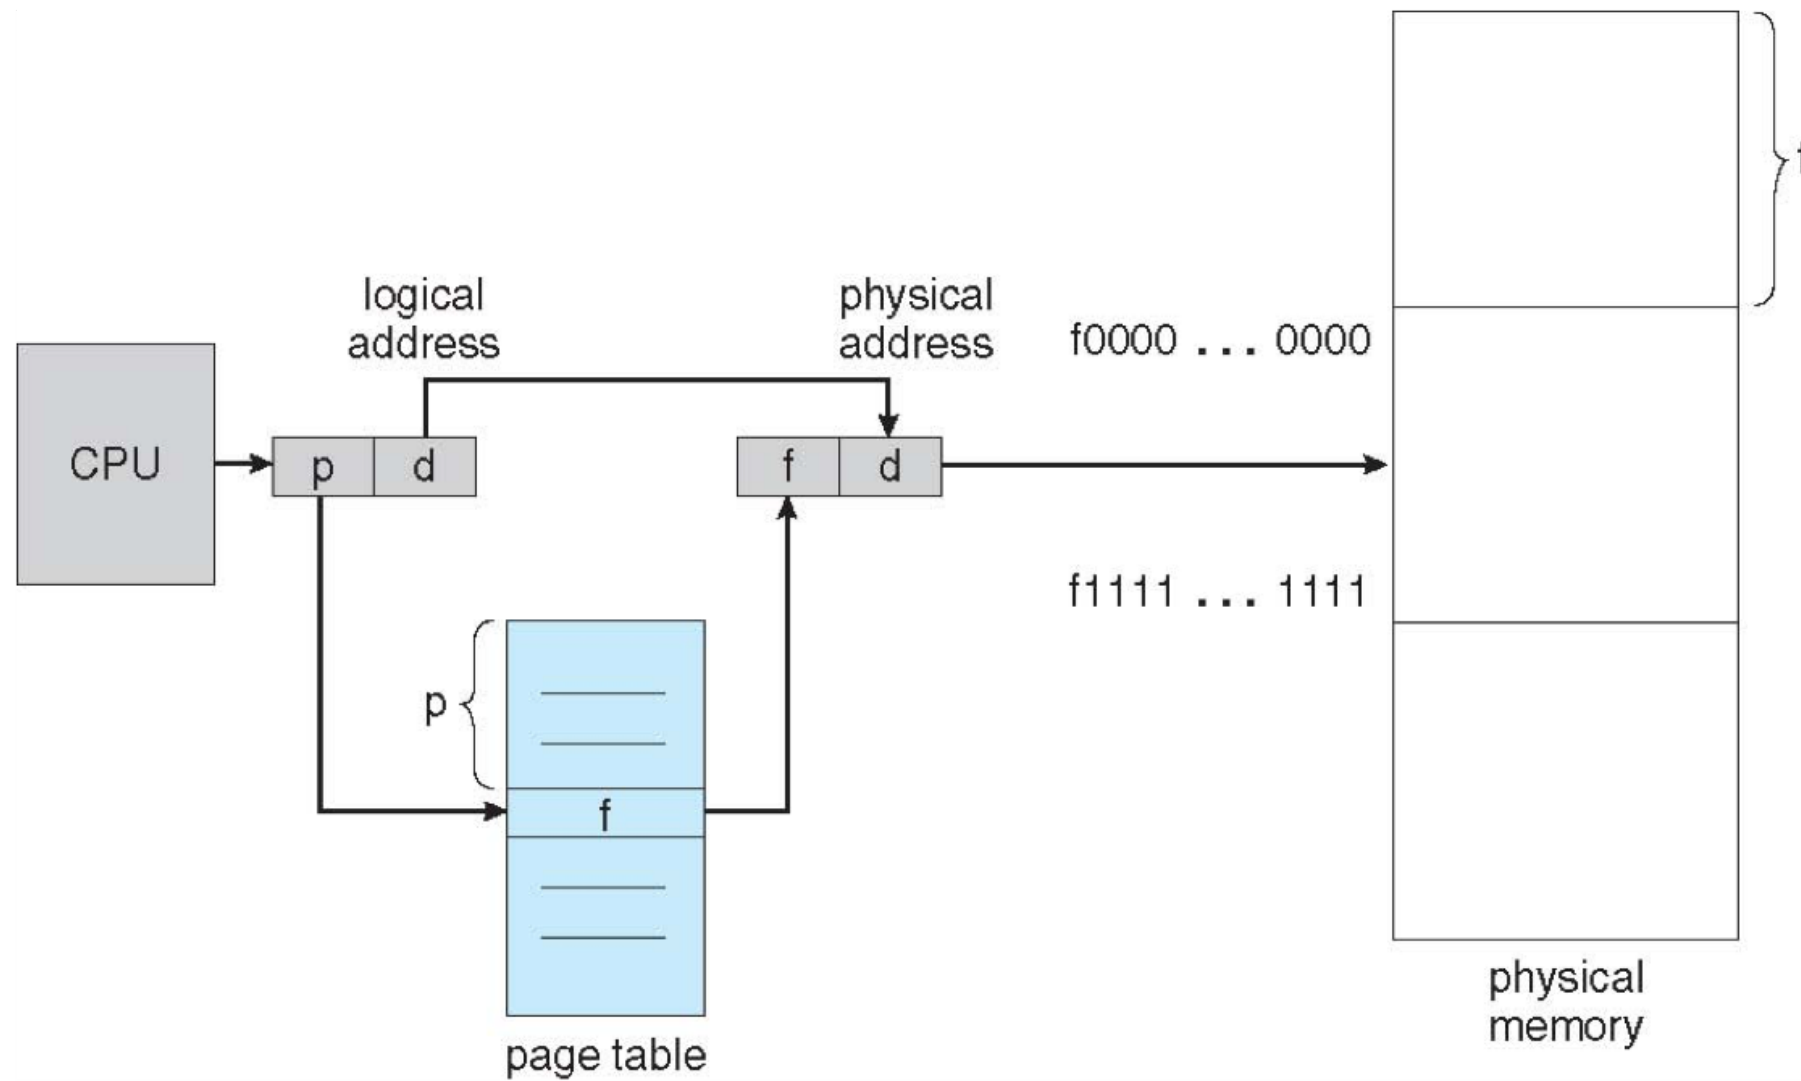 logical
address
physical
address
f0000 ... 0000
CPU
p
d
f
d
f1111 ... 1111
p
f
page table
physical
memory
f